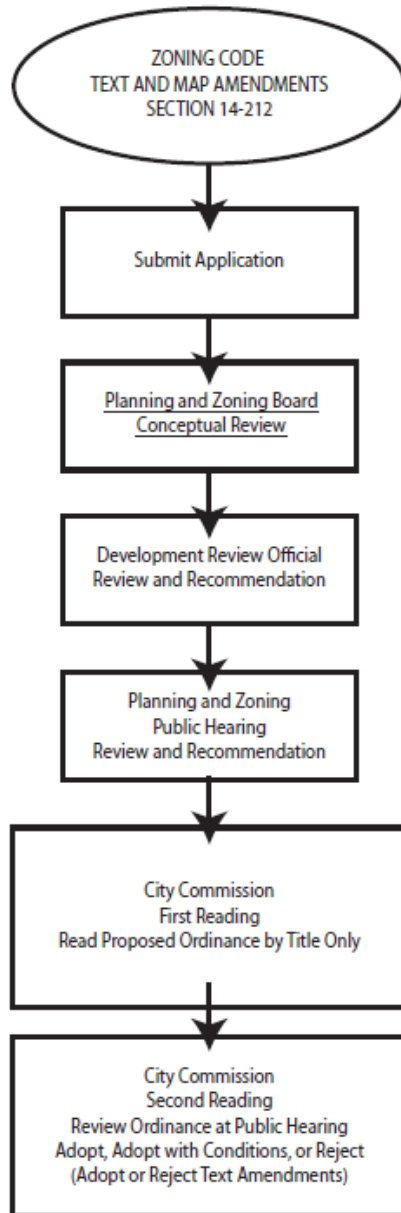 ZONING CODE
TEXT AND MAP AMENDMENTS
SECTION 14-212
Submit Application
Planning and Zoning Board
Conceptual Review
Development Review Official
Review and Recommendation
Planning and Zoning
Public Hearing
Review and Recommendation
City Commission
First Reading
Read Proposed Ordinance by Title Only
City Commission
Second Reading
Review Ordinance at Public Hearing
Adopt, Adopt with Conditions, or Reject
(Adopt or Reject Text Amendments)